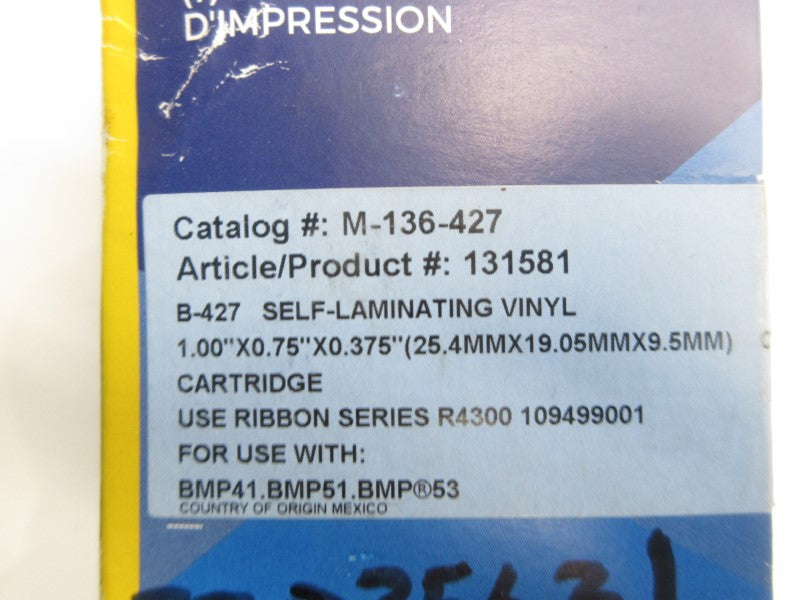 D'IMPRESSION
Catalog #: M-136-427
Article/Product #: 131581
B-427 SELF-LAMINATING VINYL
1.00"X0.75"X0.375"(25.4MMX19.05MMX9.5MM)
CARTRIDGE
USE RIBBON SERIES R4300 109499001
FOR USE WITH:
BMP41.BMP51.BMP®53
COUNTRY OF ORIGIN MEXICO